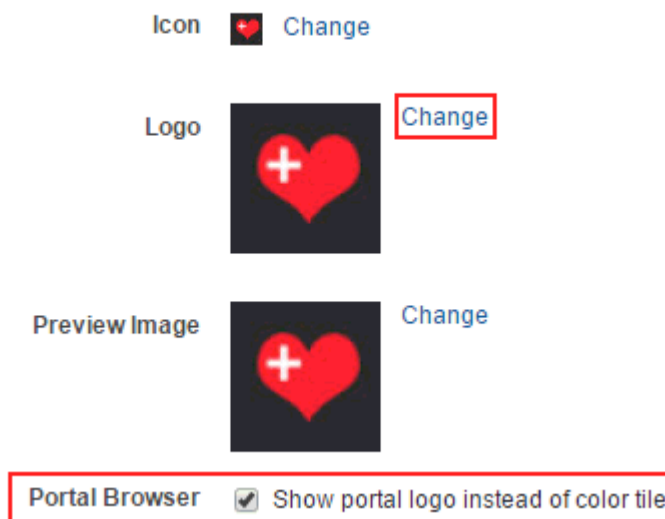 Icon Change
Logo Change
Preview Image Change
Portal Browser Show portal logo instead of color tile